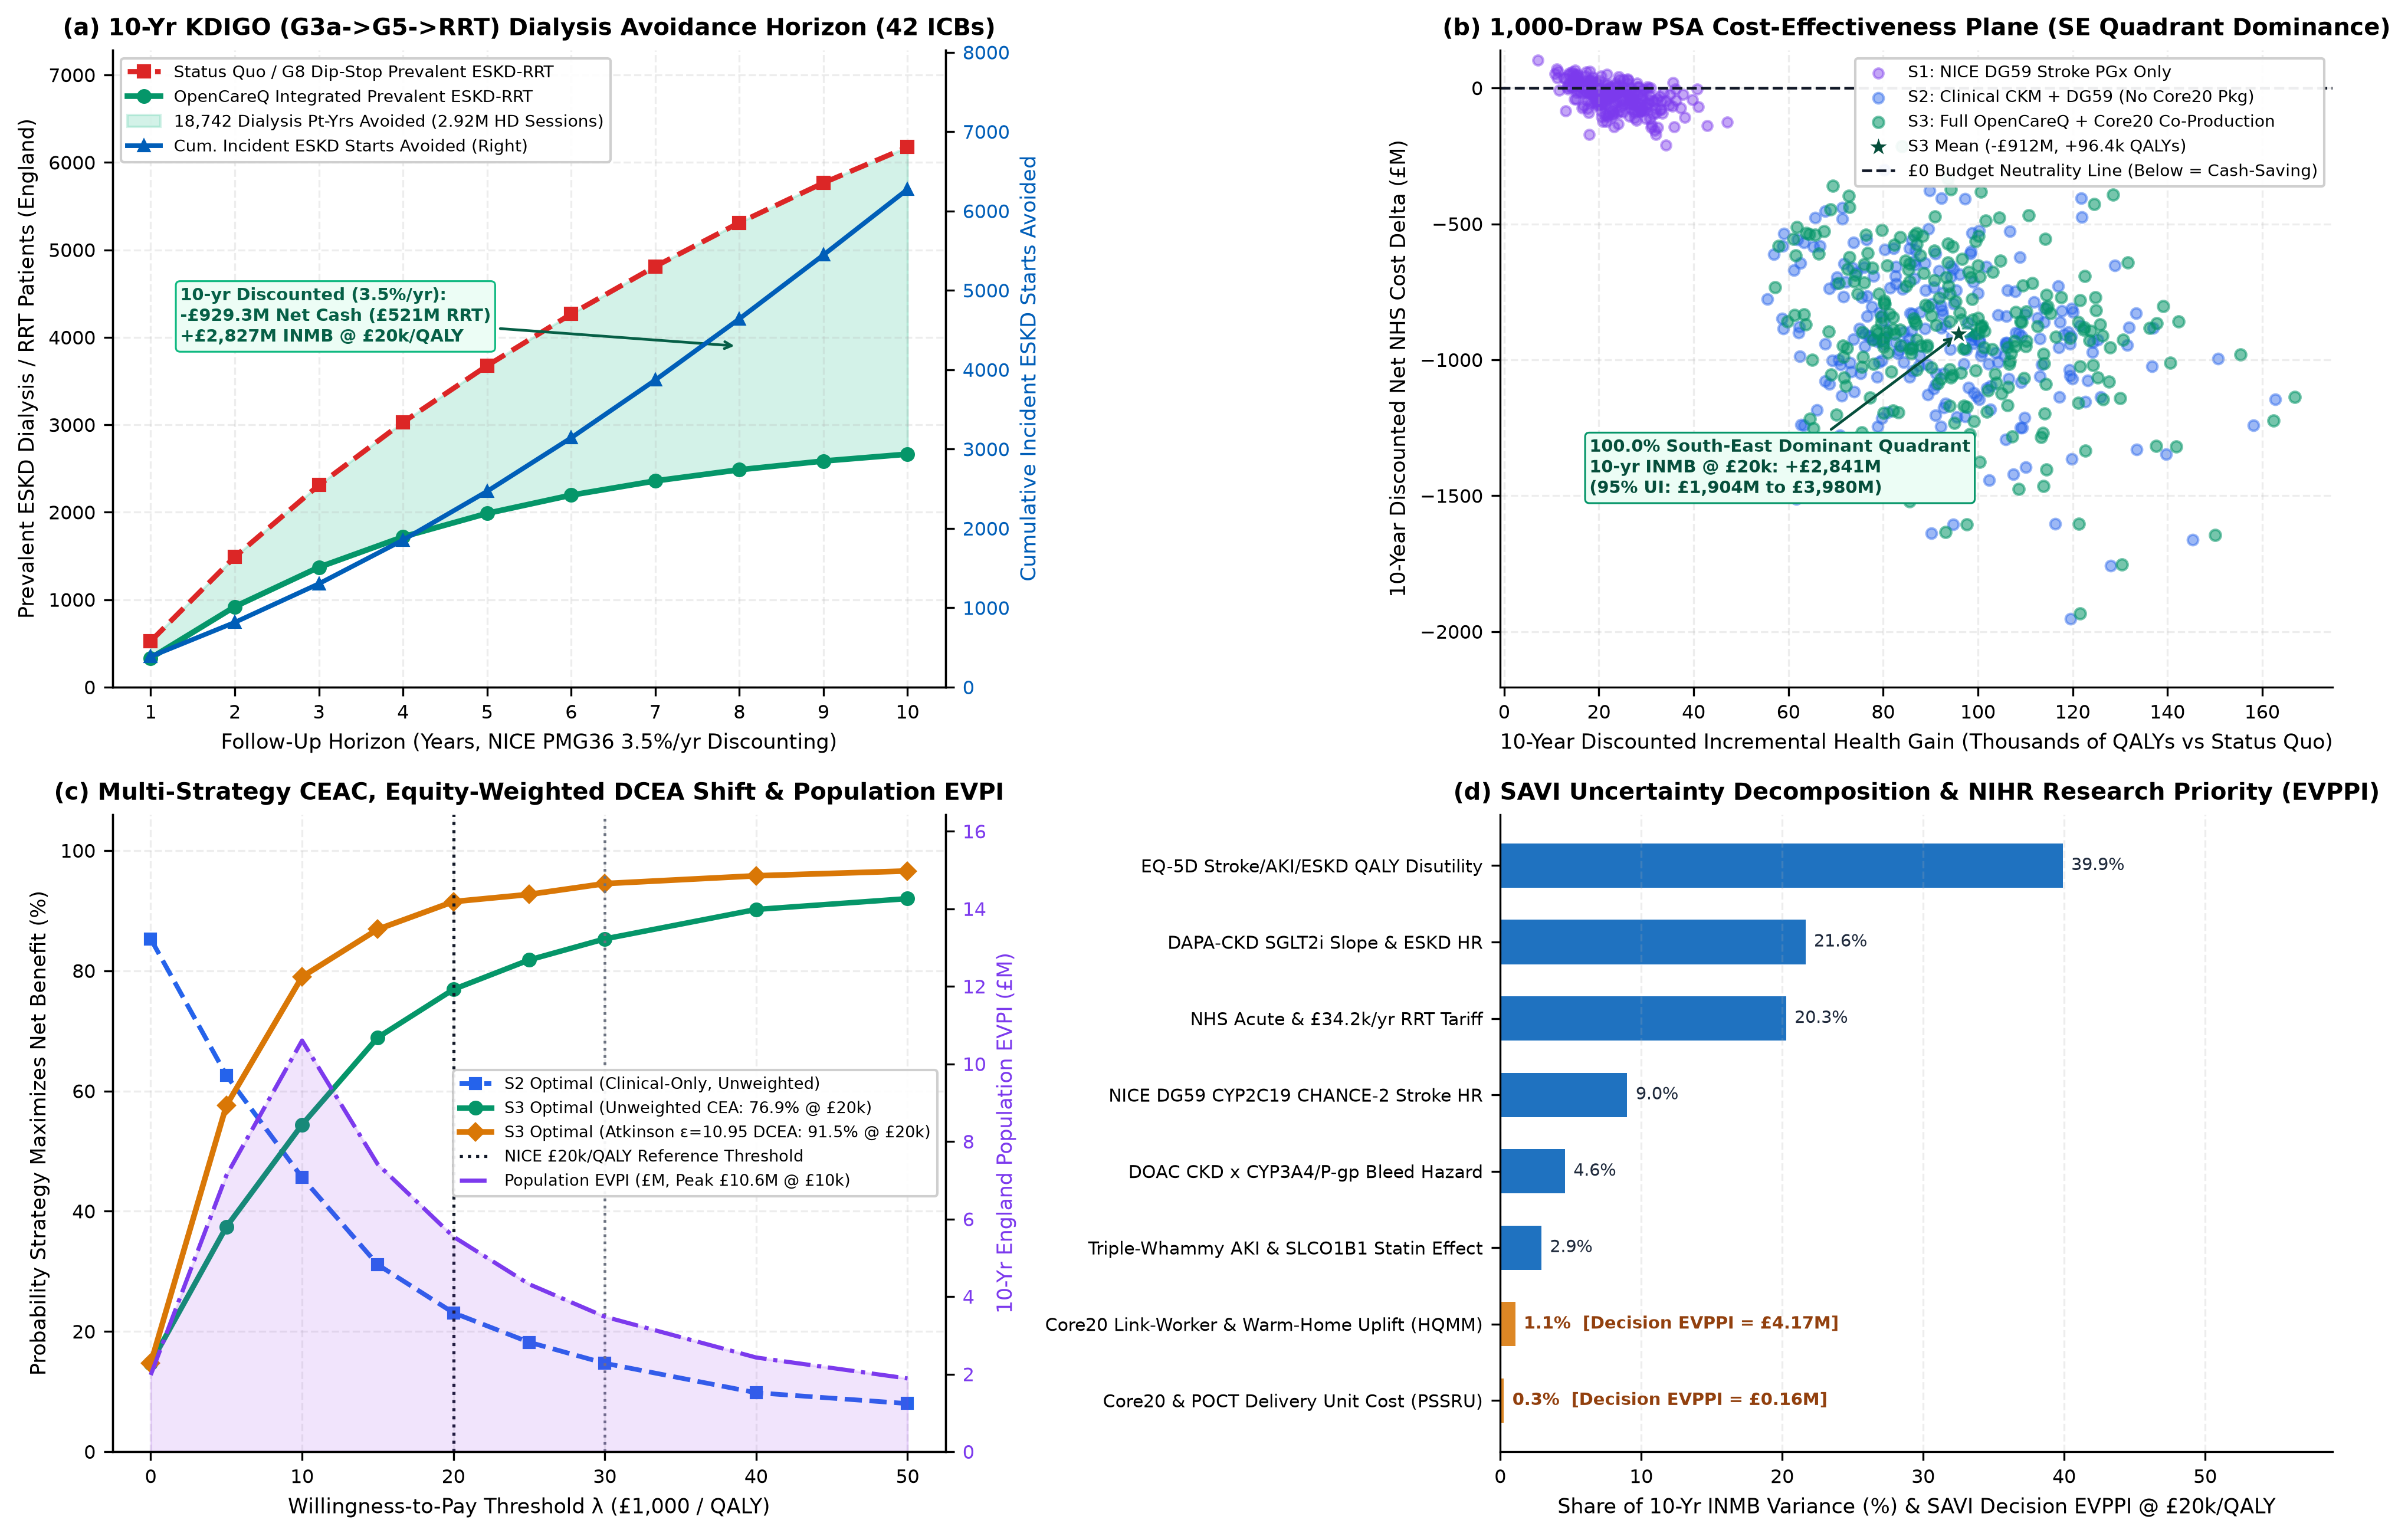 (a) 10-Yr KDIGO (G3a->G5->RRT) Dialysis Avoidance Horizon (42 ICBs)
Prevalent ESKD Dialysis / RRT Patients (England)
7000
6000
5000
4000
3000
2000
1000
0
Status Quo / G8 Dip-Stop Prevalent ESKD-RRT
OpenCareQ Integrated Prevalent ESKD-RRT
18,742 Dialysis Pt-Yrs Avoided (2.92M HD Sessions)
Cum. Incident ESKD Starts Avoided (Right)
10-yr Discounted (3.5%/yr):
-£929.3M Net Cash (£521M RRT)
+£2,827M INMB @ £20k/QALY
8000
7000
6000
5000
4000
3000
2000
1000
0
Cumulative Incident ESKD Starts Avoided
1 2 3 4 5 6 7 8 9 10
Follow-Up Horizon (Years, NICE PMG36 3.5%/yr Discounting)
(b) 1,000-Draw PSA Cost-Effectiveness Plane (SE Quadrant Dominance)
10-Year Discounted Net NHS Cost Delta (£M)
0
−500
−1000
−1500
−2000
S1: NICE DG59 Stroke PGx Only
S2: Clinical CKM + DG59 (No Core20 Pkg)
S3: Full OpenCareQ + Core20 Co-Production
S3 Mean (-£912M, +96.4k QALYs)
£0 Budget Neutrality Line (Below = Cash-Saving)
100.0% South-East Dominant Quadrant
10-yr INMB @ £20k: +£2,841M
(95% UI: £1,904M to £3,980M)
0 20 40 60 80 100 120 140 160
10-Year Discounted Incremental Health Gain (Thousands of QALYs vs Status Quo)
(c) Multi-Strategy CEAC, Equity-Weighted DCEA Shift & Population EVPI
Probability Strategy Maximizes Net Benefit (%)
100
80
60
40
20
0
S2 Optimal (Clinical-Only, Unweighted)
S3 Optimal (Unweighted CEA: 76.9% @ £20k)
S3 Optimal (Atkinson ε=10.95 DCEA: 91.5% @ £20k)
NICE £20k/QALY Reference Threshold
Population EVPI (£M, Peak £10.6M @ £10k)
16
14
12
10
8
6
4
2
0
10-Yr England Population EVPI (£M)
0 10 20 30 40 50
Willingness-to-Pay Threshold λ (£1,000 / QALY)
(d) SAVI Uncertainty Decomposition & NIHR Research Priority (EVPPI)
EQ-5D Stroke/AKI/ESKD QALY Disutility 39.9%
DAPA-CKD SGLT2i Slope & ESKD HR 21.6%
NHS Acute & £34.2k/yr RRT Tariff 20.3%
NICE DG59 CYP2C19 CHANCE-2 Stroke HR 9.0%
DOAC CKD x CYP3A4/P-gp Bleed Hazard 4.6%
Triple-Whammy AKI & SLCO1B1 Statin Effect 2.9%
Core20 Link-Worker & Warm-Home Uplift (HQMM) 1.1% [Decision EVPPI = £4.17M]
Core20 & POCT Delivery Unit Cost (PSSRU) 0.3% [Decision EVPPI = £0.16M]
0 10 20 30 40 50
Share of 10-Yr INMB Variance (%) & SAVI Decision EVPPI @ £20k/QALY